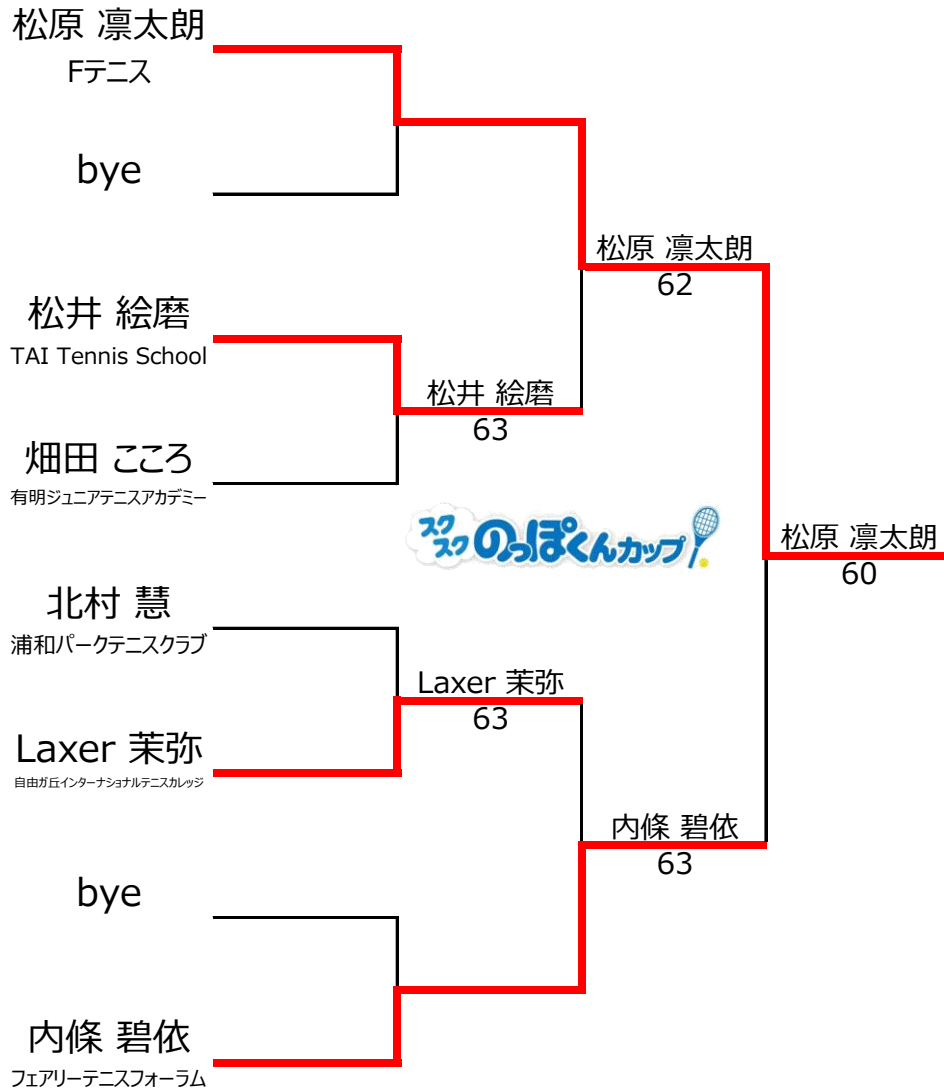 松原 凛太朗
Fテニス
bye
松原 凛太朗
62
松井 絵磨
TAI Tennis School
松井 絵磨
63
畑田 こころ
有明ジュニアテニスアカデミー
スクスク のっぽくんカップ
松原 凛太朗
60
北村 慧
浦和パークテニスクラブ
Laxer 茉弥
63
Laxer 茉弥
自由ガ丘インターナショナルテニスカレッジ
内條 碧依
63
bye
内條 碧依
フェアリーテニスフォーラム